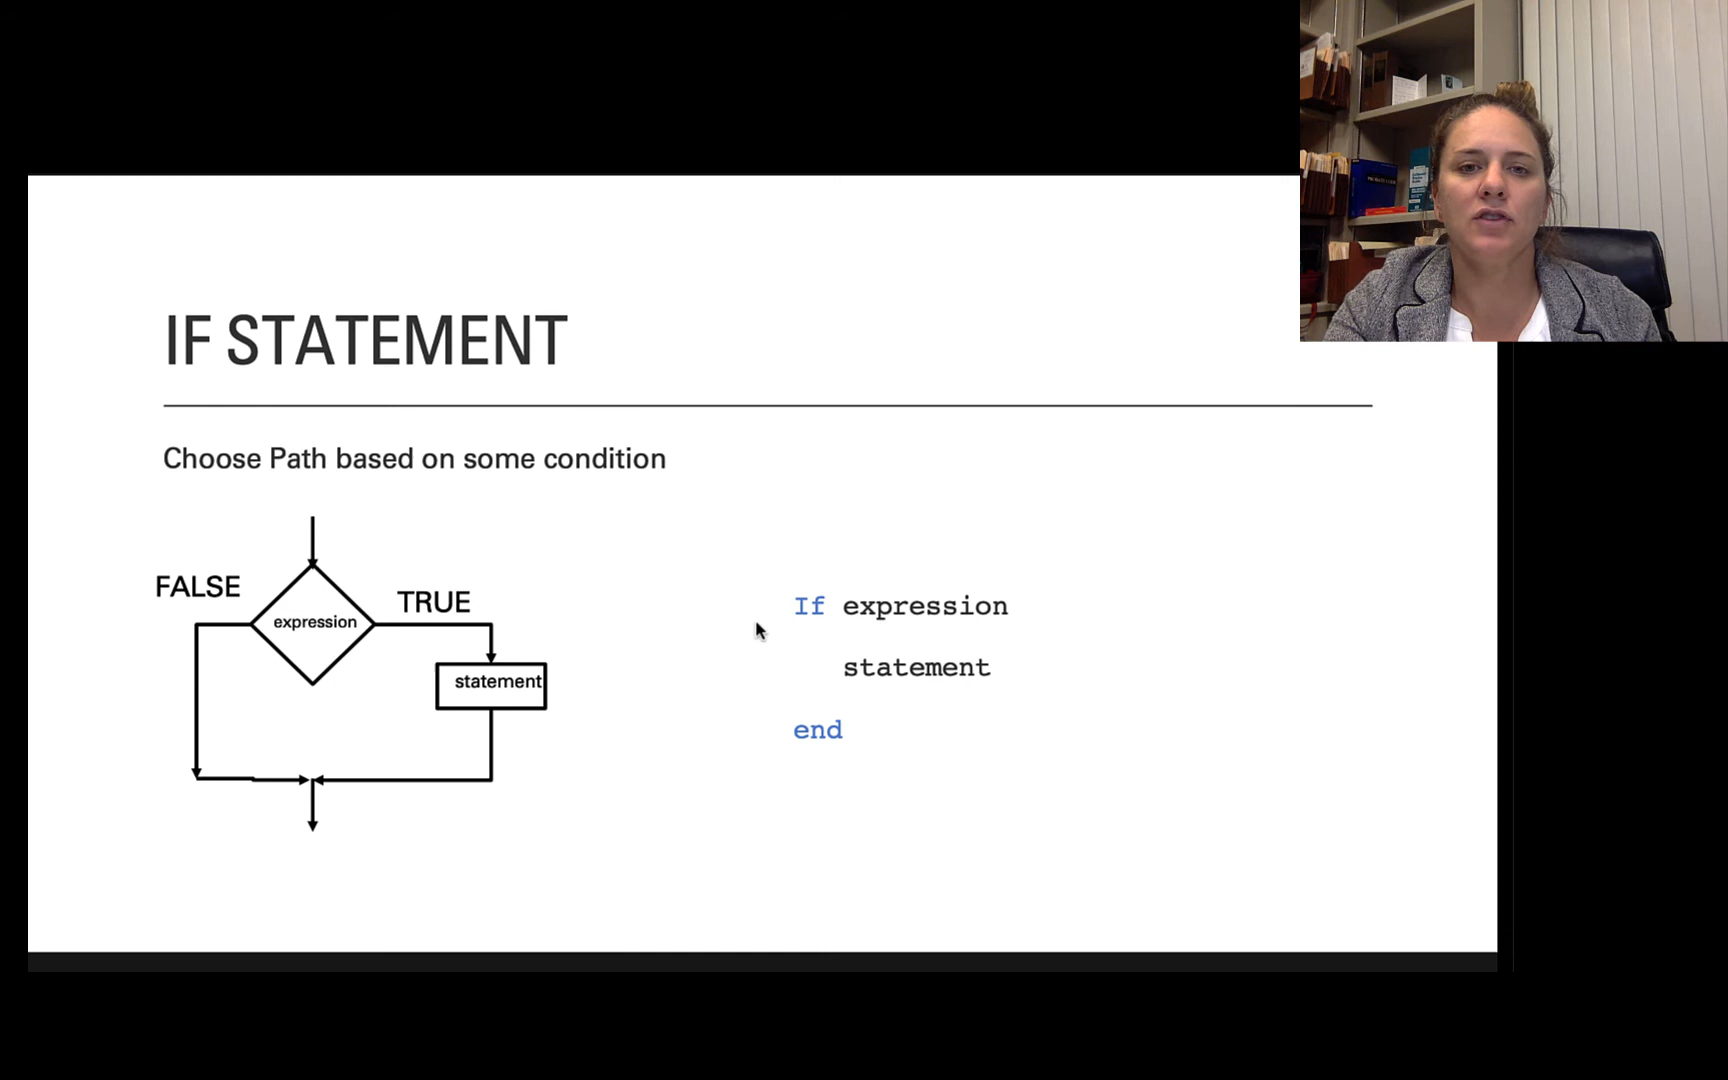 IF STATEMENT
Choose Path based on some condition
FALSE
TRUE
expression
statement
If expression
statement
end